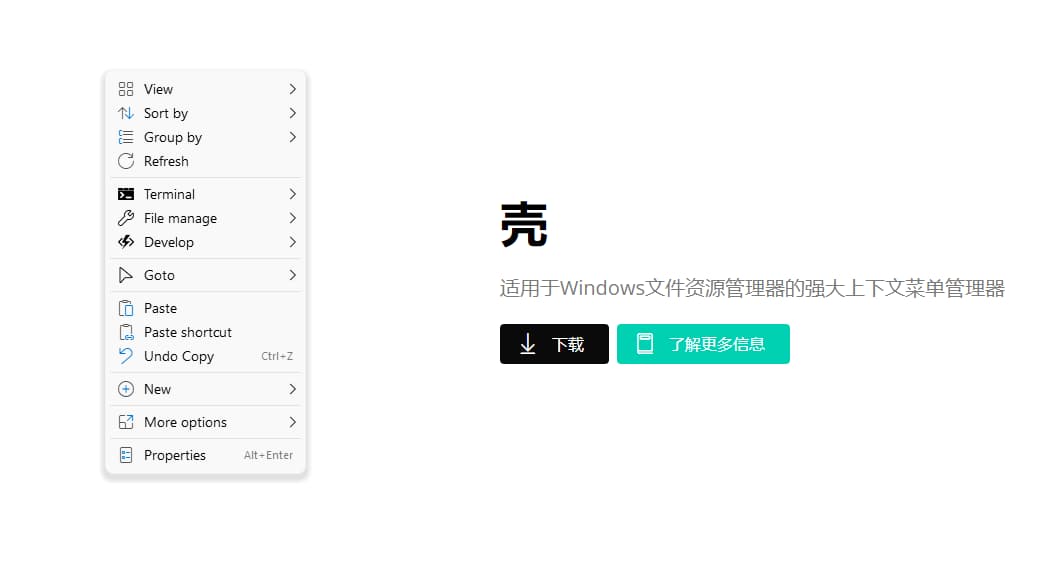 View
Sort by
Group by
Refresh
Terminal
File manage
Develop
Goto
Paste
Paste shortcut
Undo Copy Ctrl+Z
New
More options
Properties Alt+Enter
壳
适用于Windows文件资源管理器的强大上下文菜单管理器
下载 了解更多信息